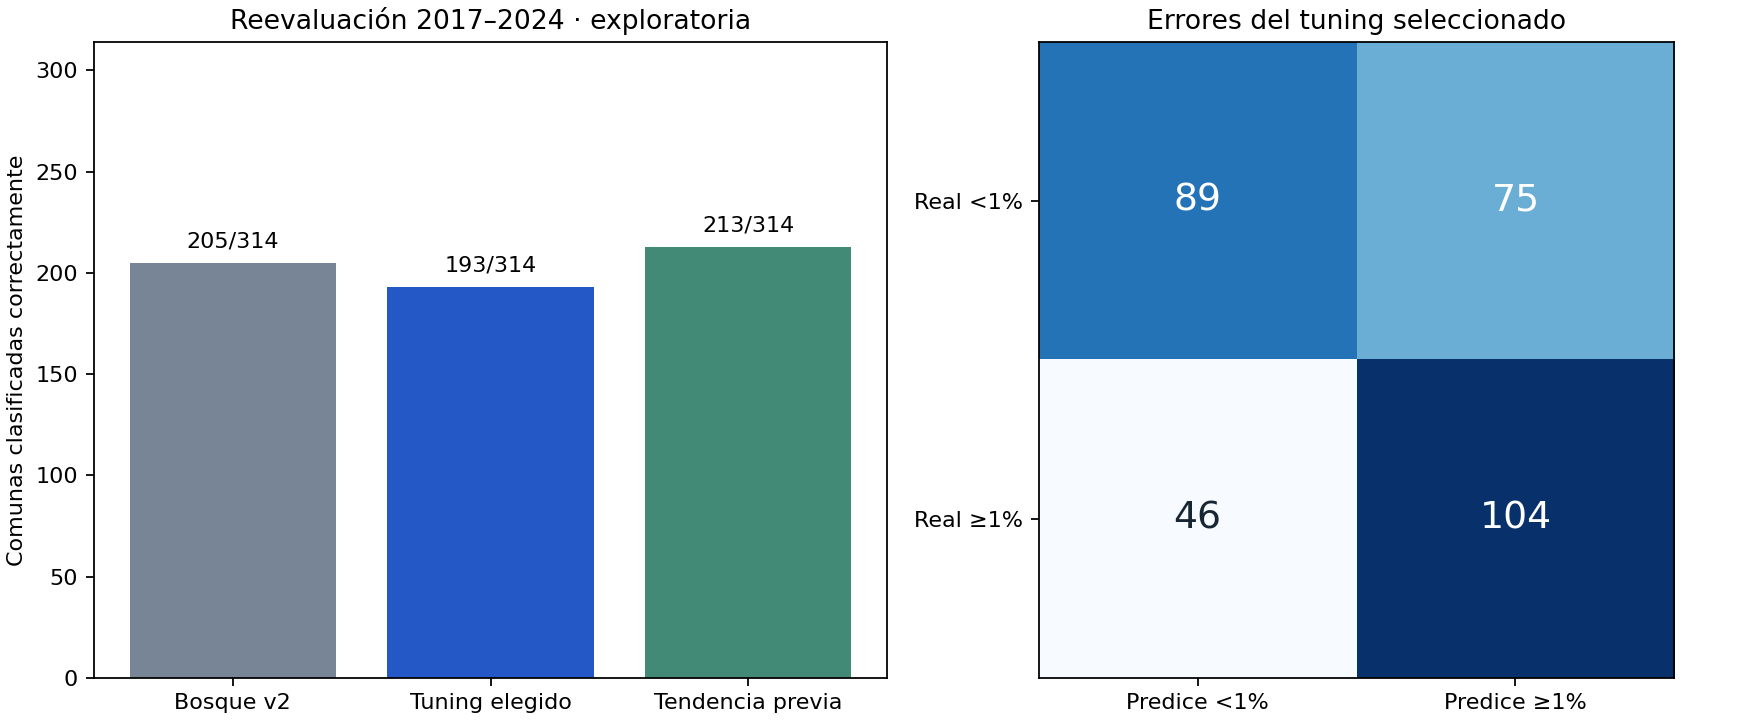 Reevaluación 2017–2024 · exploratoria
Comunas clasificadas correctamente
300
250
200
150
100
50
0
205/314
193/314
213/314
Bosque v2
Tuning elegido
Tendencia previa
Errores del tuning seleccionado
Real <1%
89
75
Real ≥1%
46
104
Predice <1%
Predice ≥1%